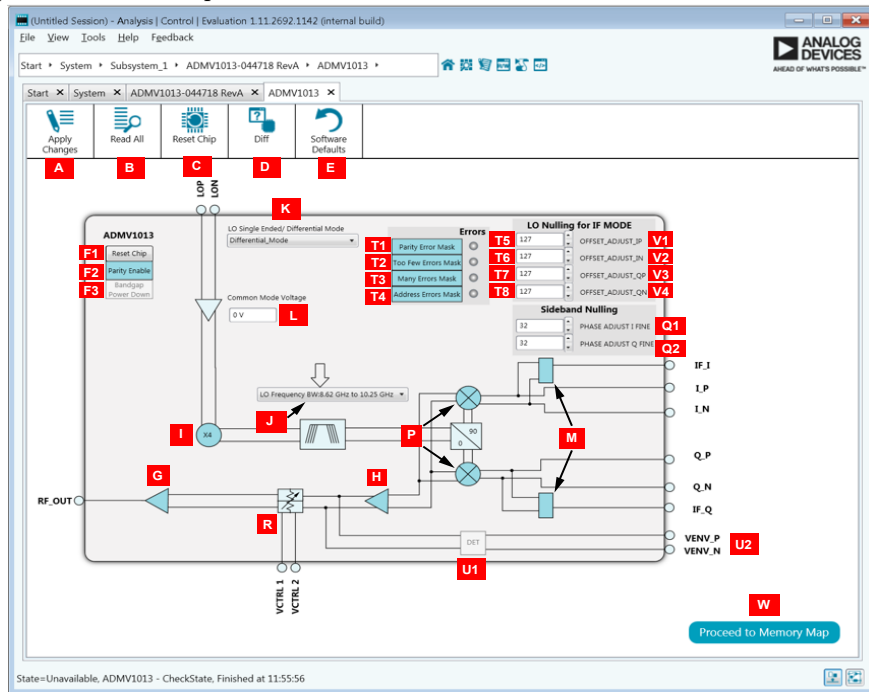 (Untitled Session) - Analysis | Control | Evaluation 1.11.2692.1142 (internal build)
File View Tools Help Feedback
Start System Subsystem_1 ADMV1013-044718 RevA ADMV1013
ANALOG DEVICES
AHEAD OF WHAT'S POSSIBLE™
Start System ADMV1013-044718 RevA ADMV1013
Apply Changes
Read All
Reset Chip
Diff
Software Defaults
A B C D E
LOP LON
K
ADMV1013
LO Single Ended/ Differential Mode
Differential_Mode
Errors
LO Nulling for IF MODE
F1 Reset Chip
F2 Parity Enable
F3 Bandgap Power Down
T1 Parity Error Mask
T2 Too Few Errors Mask
T3 Many Errors Mask
T4 Address Errors Mask
T5 127 OFFSET_ADJUST_IP V1
T6 127 OFFSET_ADJUST_IN V2
T7 127 OFFSET_ADJUST_QP V3
T8 127 OFFSET_ADJUST_QN V4
Common Mode Voltage
0 V L
Sideband Nulling
32 PHASE ADJUST I FINE Q1
32 PHASE ADJUST Q FINE Q2
IF_I
LO Frequency BW:8.62 GHz to 10.25 GHz
I_P
J
I_N
I X4
P
90
0
M
Q_P
G
H
Q_N
RF_OUT
IF_Q
R
DET
VENV_P
VENV_N
U2
U1
VCTRL 1
VCTRL 2
W
Proceed to Memory Map
State=Unavailable, ADMV1013 - CheckState, Finished at 11:55:56